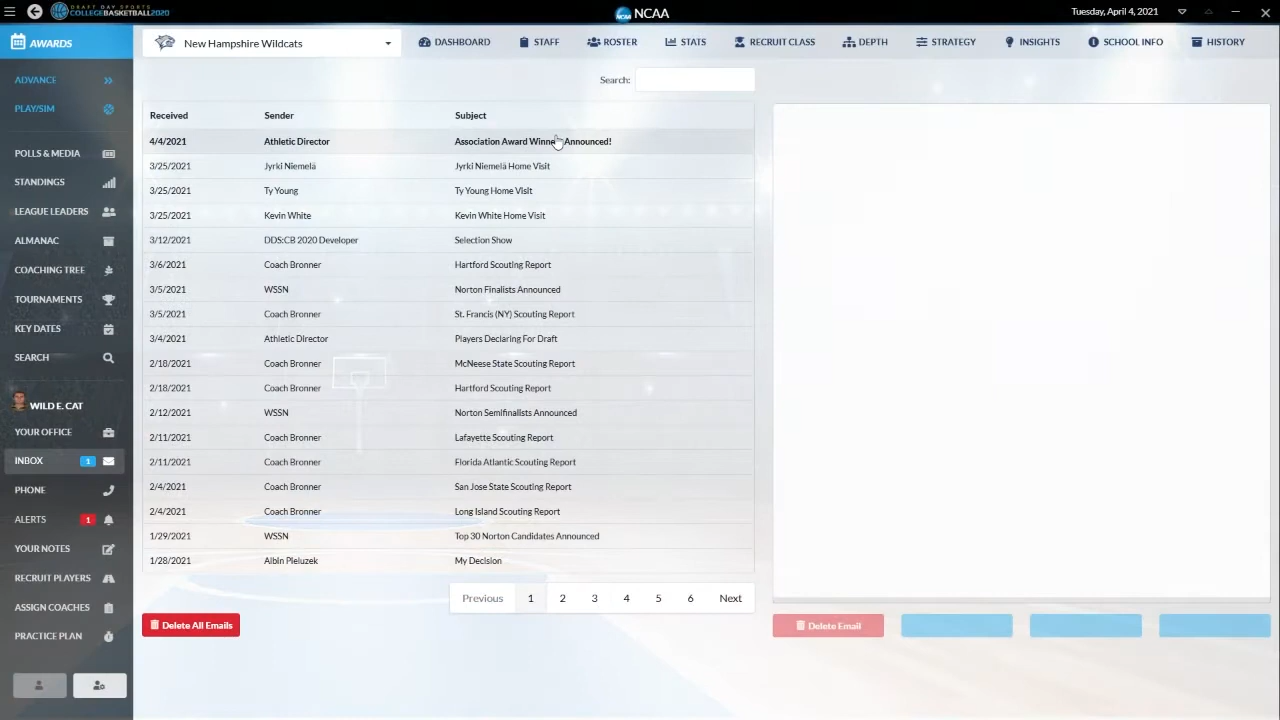 DRAFT DAY SPORTS
COLLEGEBASKETBALL2020
NCAA
Tuesday, April 4, 2021
AWARDS
New Hampshire Wildcats
DASHBOARD
STAFF
ROSTER
STATS
RECRUIT CLASS
DEPTH
STRATEGY
INSIGHTS
SCHOOL INFO
HISTORY
ADVANCE
PLAY/SIM
POLLS & MEDIA
STANDINGS
LEAGUE LEADERS
ALMANAC
COACHING TREE
TOURNAMENTS
KEY DATES
SEARCH
WILD E. CAT
YOUR OFFICE
INBOX 1
PHONE
ALERTS 1
YOUR NOTES
RECRUIT PLAYERS
ASSIGN COACHES
PRACTICE PLAN
Search:
Received Sender Subject
4/4/2021 Athletic Director Association Award Winners Announced!
3/25/2021 Jyrki Niemelä Jyrki Niemelä Home Visit
3/25/2021 Ty Young Ty Young Home Visit
3/25/2021 Kevin White Kevin White Home Visit
3/12/2021 DDS:CB 2020 Developer Selection Show
3/6/2021 Coach Bronner Hartford Scouting Report
3/5/2021 WSSN Norton Finalists Announced
3/5/2021 Coach Bronner St. Francis (NY) Scouting Report
3/4/2021 Athletic Director Players Declaring For Draft
2/18/2021 Coach Bronner McNeese State Scouting Report
2/18/2021 Coach Bronner Hartford Scouting Report
2/12/2021 WSSN Norton Semifinalists Announced
2/11/2021 Coach Bronner Lafayette Scouting Report
2/11/2021 Coach Bronner Florida Atlantic Scouting Report
2/4/2021 Coach Bronner San Jose State Scouting Report
2/4/2021 Coach Bronner Long Island Scouting Report
1/29/2021 WSSN Top 30 Norton Candidates Announced
1/28/2021 Albin Pieluzek My Decision
Previous 1 2 3 4 5 6 Next
Delete All Emails
Delete Email